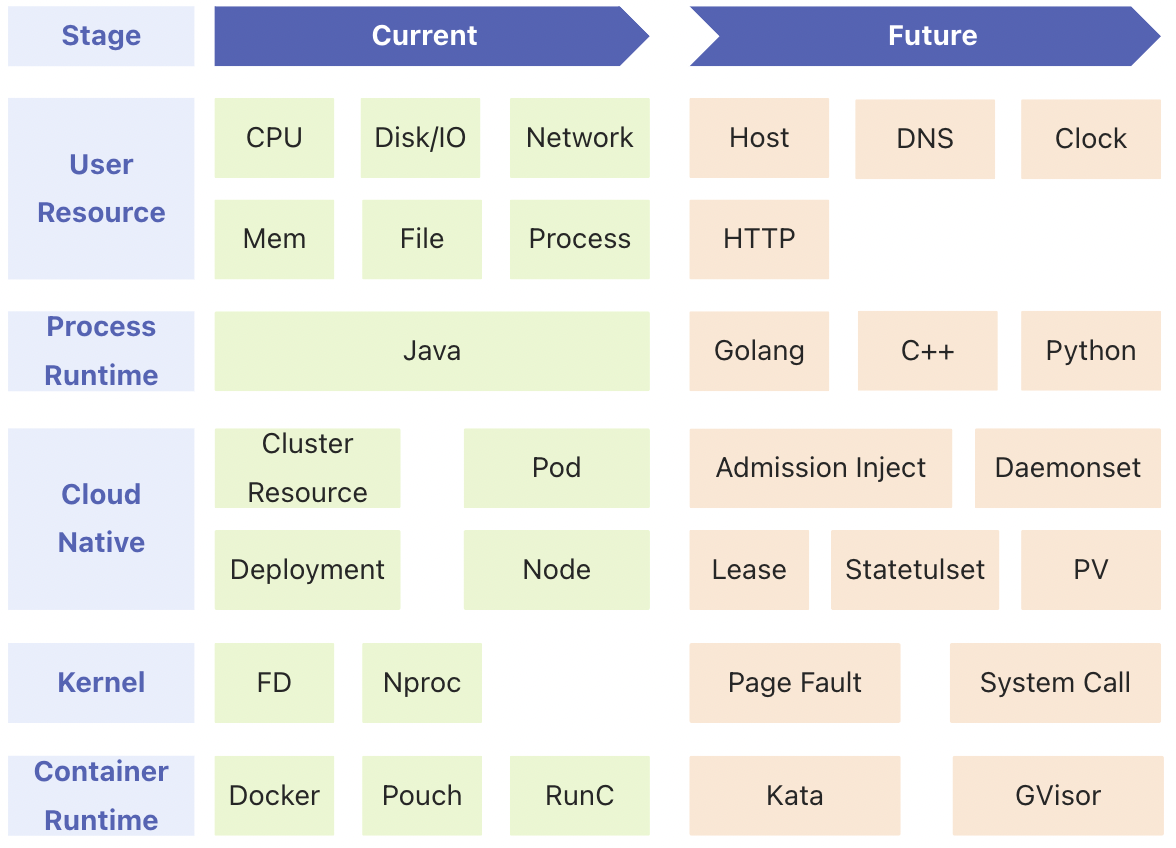 Stage
Current
Future
User
Resource
CPU
Disk/IO
Network
Host
DNS
Clock
Mem
File
Process
HTTP
Process
Runtime
Java
Golang
C++
Python
Cloud
Native
Cluster
Resource
Pod
Admission Inject
Daemonset
Deployment
Node
Lease
Statetulset
PV
Kernel
FD
Nproc
Page Fault
System Call
Container
Runtime
Docker
Pouch
RunC
Kata
GVisor